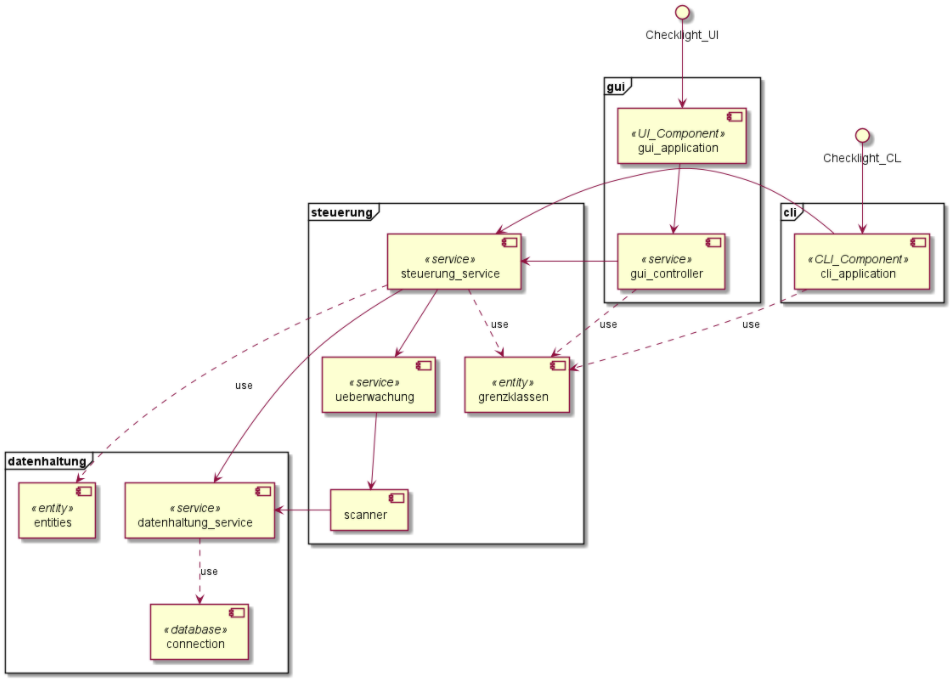 Checklight_UI
gui
«UI_Component»
gui_application
Checklight_CL
steuerung
cli
«service»
steuerung_service
«service»
gui_controller
«CLI_Component»
cli_application
use
use
use
«service»
ueberwachung
«entity»
grenzklassen
use
datenhaltung
«entity»
entities
«service»
datenhaltung_service
scanner
use
«database»
connection